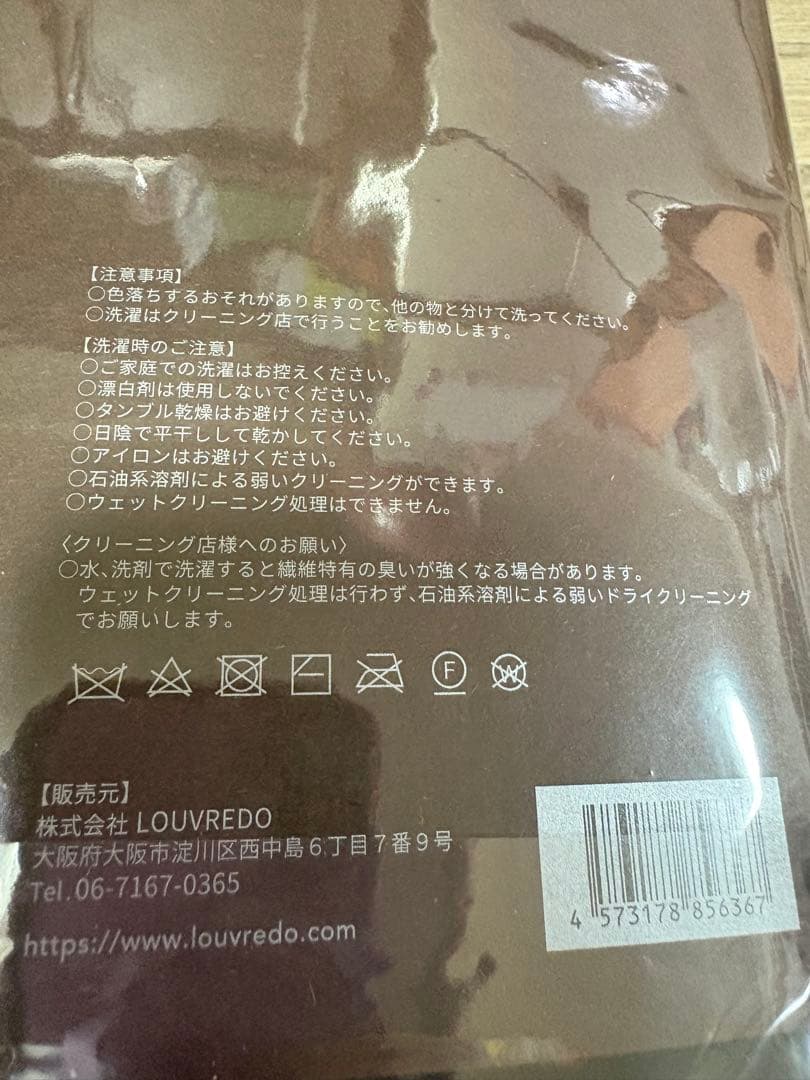 【注意事項】
○色落ちするおそれがありますので、他の物と分けて洗ってください。
○洗濯はクリーニング店で行うことをお勧めします。
【洗濯時のご注意】
○ご家庭での洗濯はお控えください。
○漂白剤は使用しないでください。
○タンブル乾燥はお避けください。
○日陰で平干しして乾かしてください。
○アイロンはお避けください。
○石油系溶剤による弱いクリーニングができます。
○ウェットクリーニング処理はできません。
〈クリーニング店様へのお願い〉
○水、洗剤で洗濯すると繊維特有の臭いが強くなる場合があります。
ウェットクリーニング処理は行わず、石油系溶剤による弱いドライクリーニング
でお願いします。
F W
【販売元】
株式会社 LOUVREDO
大阪府大阪市淀川区西中島6丁目7番9号
Tel.06-7167-0365
https://www.louvredo.com
4 573178 856367